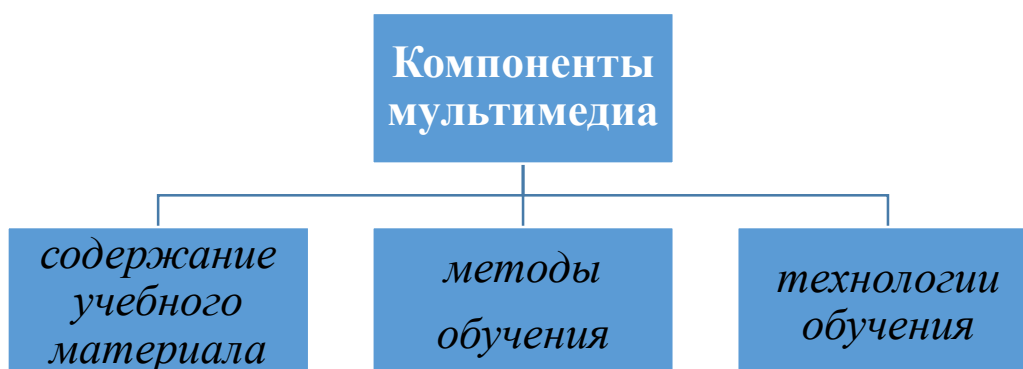 Компоненты
мультимедиа
содержание
учебного
материала
методы
обучения
технологии
обучения